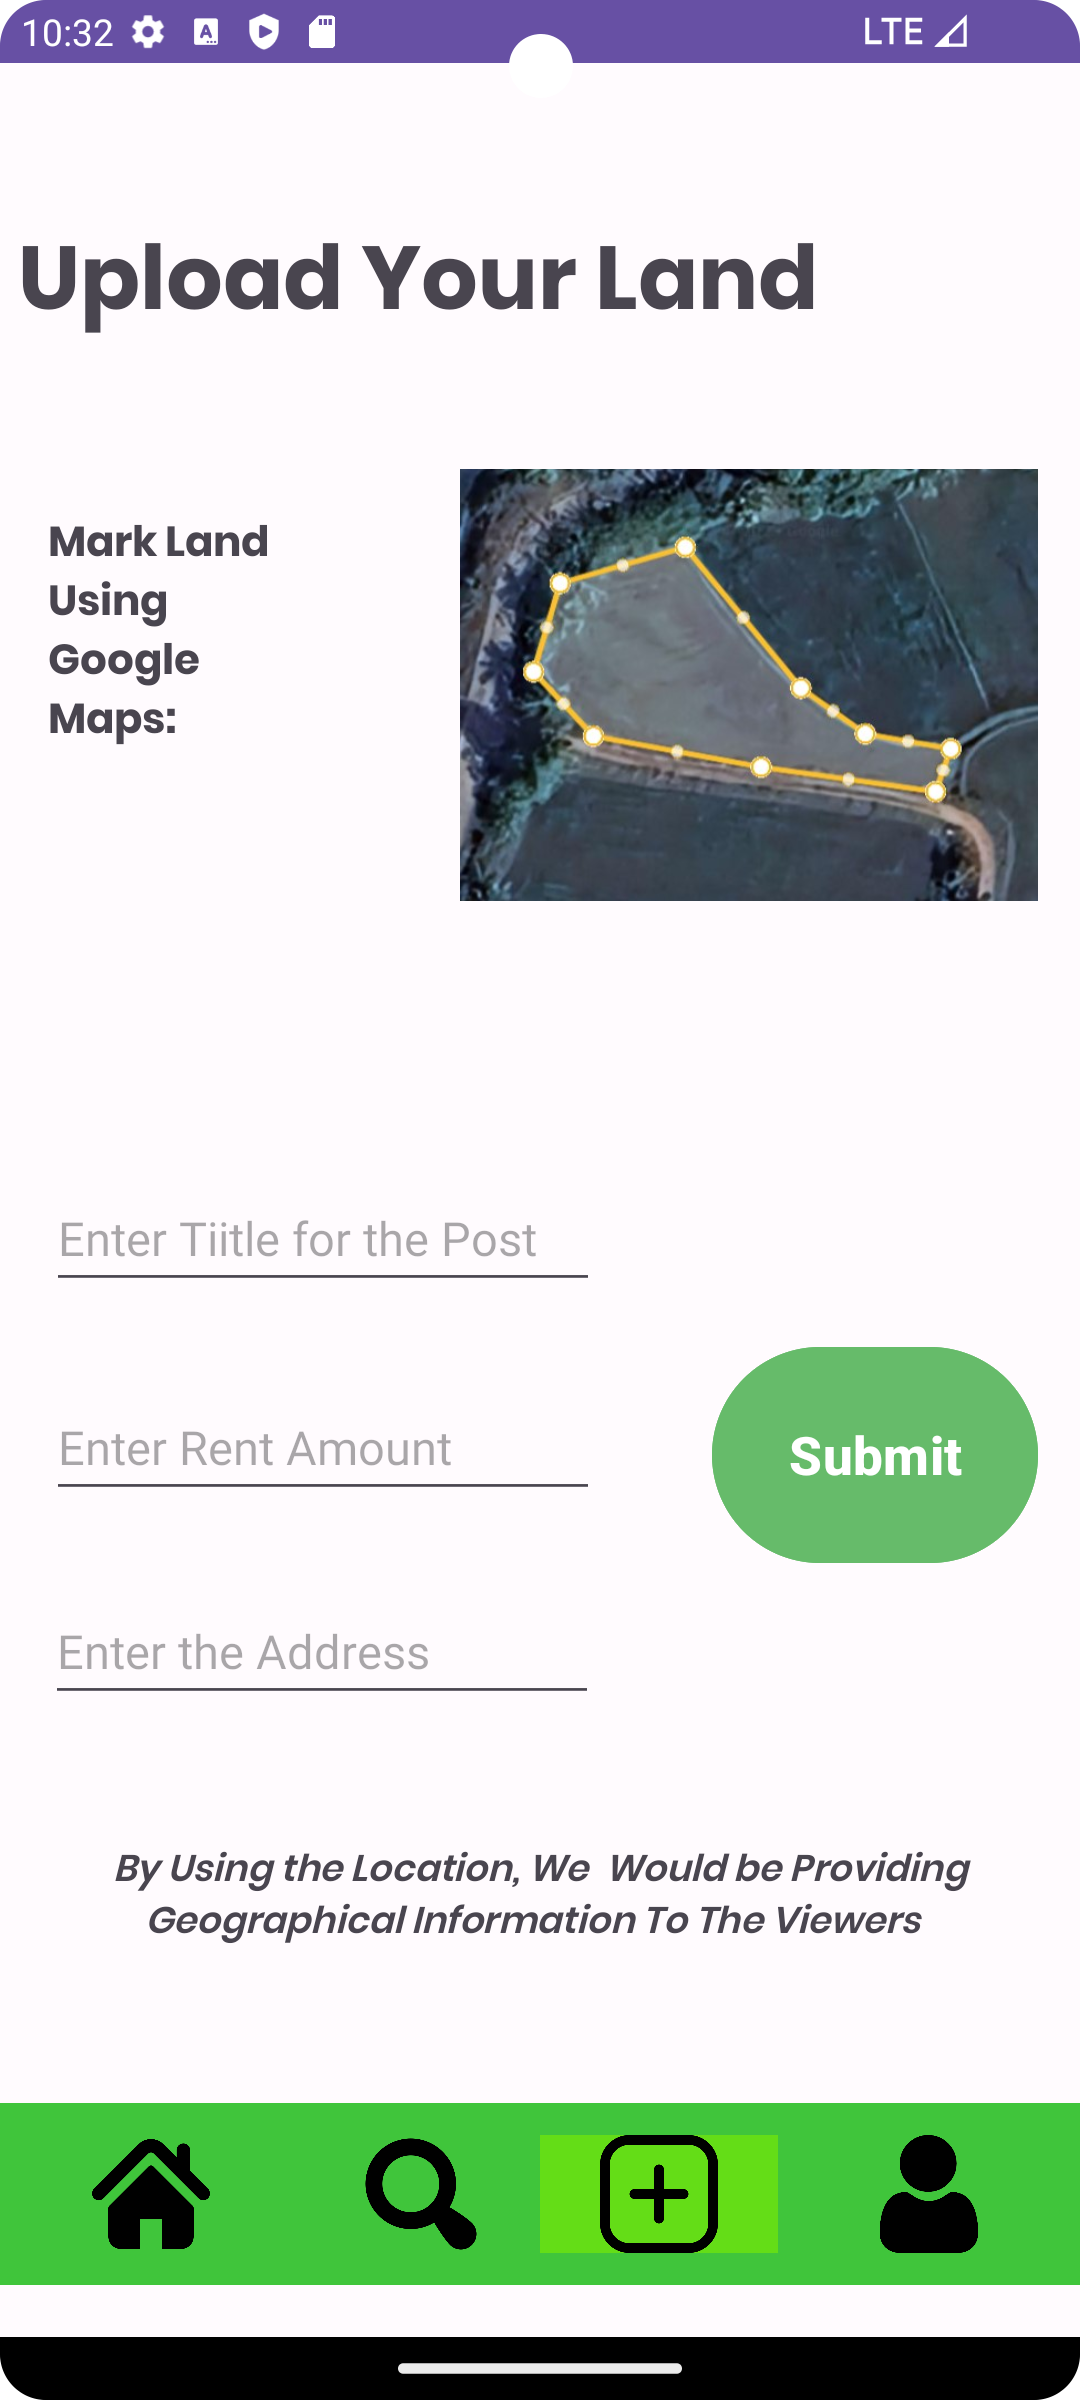 10:32
LTE
Upload Your Land
Mark Land
Using
Google
Maps:
Enter Tiitle for the Post
Enter Rent Amount
Submit
Enter the Address
By Using the Location, We  Would be Providing
Geographical Information To The Viewers